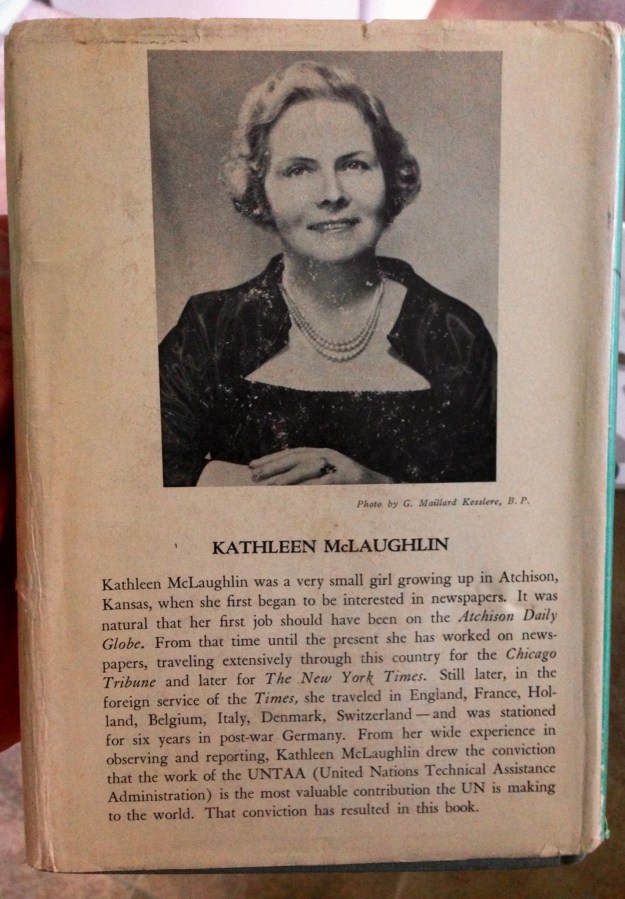 Photo by G. Maillard Kesslere, B. P.
KATHLEEN McLAUGHLIN
Kathleen McLaughlin was a very small girl growing up in Atchison,
Kansas, when she first began to be interested in newspapers. It was
natural that her first job should have been on the Atchison Daily
Globe. From that time until the present she has worked on news-
papers, traveling extensively through this country for the Chicago
Tribune and later for The New York Times. Still later, in the
foreign service of the Times, she traveled in England, France, Hol-
land, Belgium, Italy, Denmark, Switzerland — and was stationed
for six years in post-war Germany. From her wide experience in
observing and reporting, Kathleen McLaughlin drew the conviction
that the work of the UNTAA (United Nations Technical Assistance
Administration) is the most valuable contribution the UN is making
to the world. That conviction has resulted in this book.